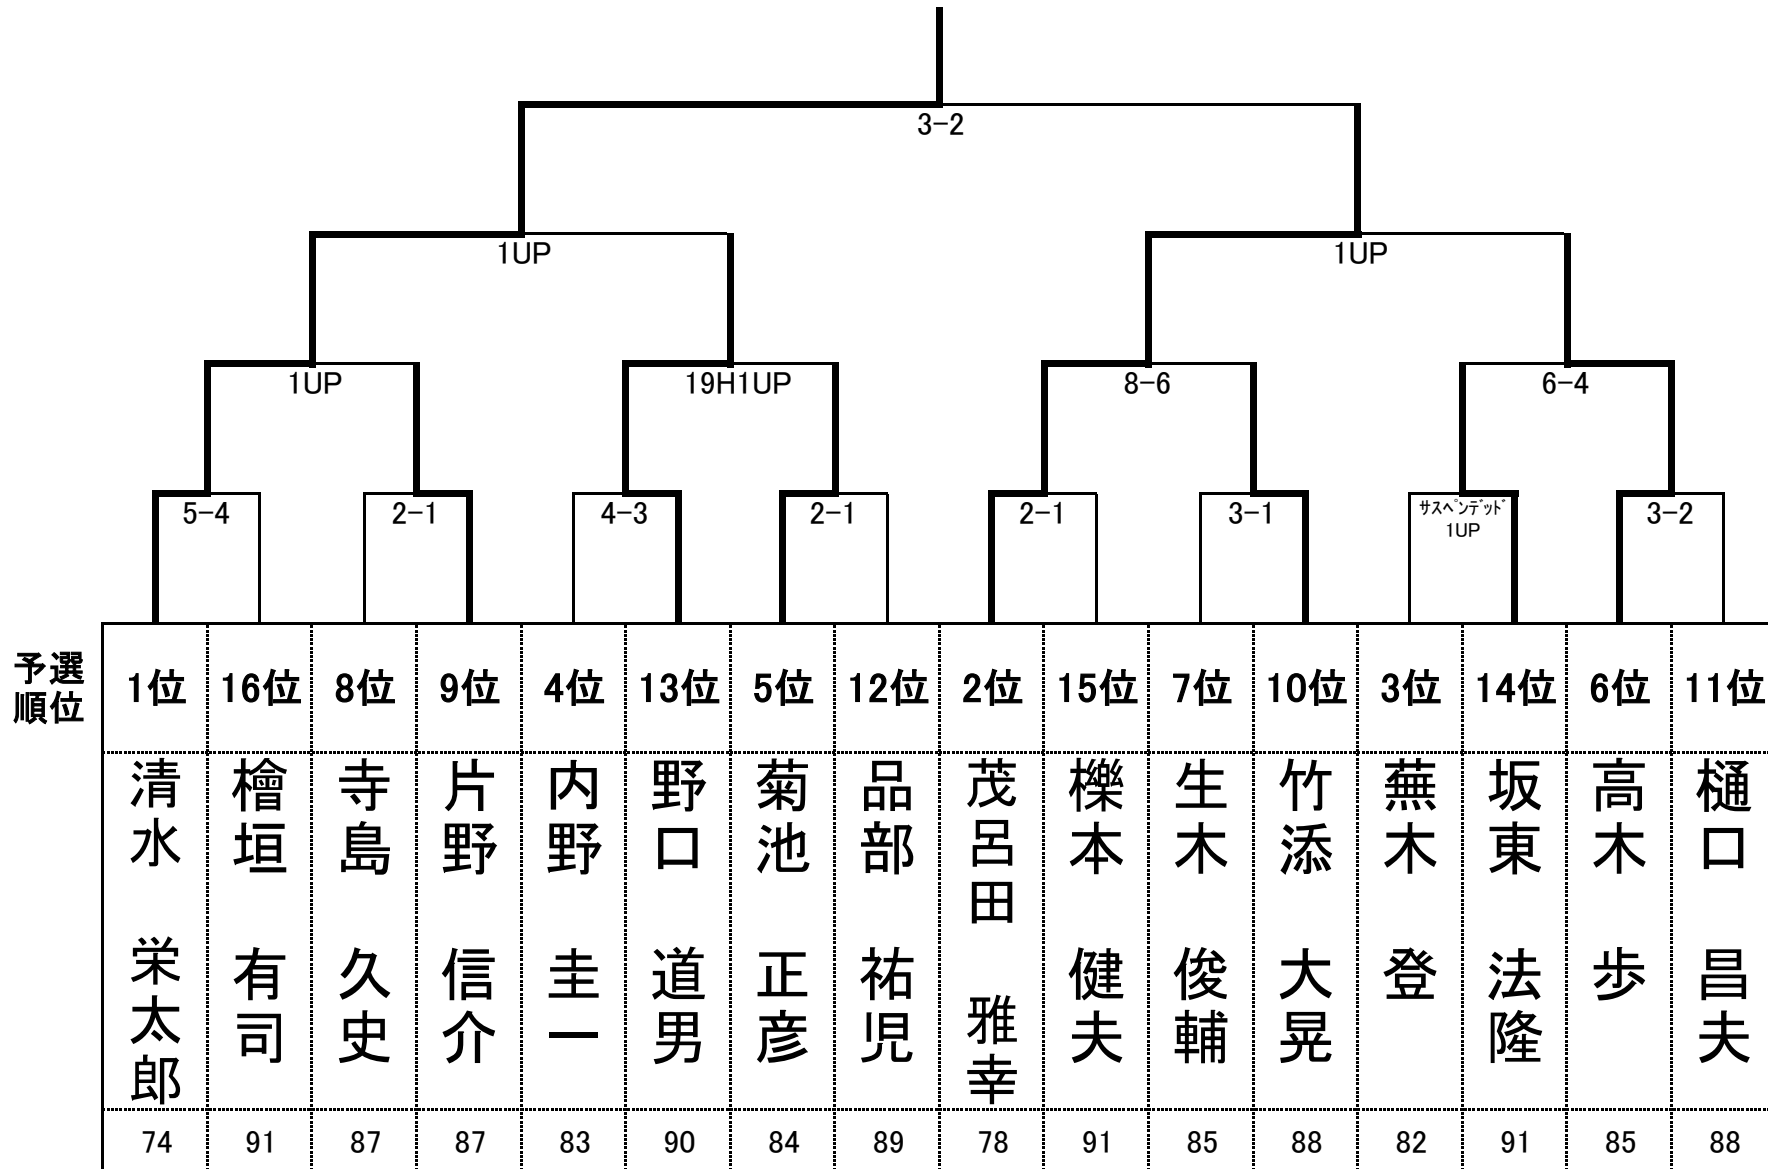 3-2
1UP
1UP
1UP
19H1UP
8-6
6-4
5-4
2-1
4-3
2-1
2-1
3-1
サスペンデッド
1UP
3-2
予選
順位
1位
16位
8位
9位
4位
13位
5位
12位
2位
15位
7位
10位
3位
14位
6位
11位
清水 栄太郎
檜垣 有司
寺島 久史
片野 信介
内野 圭一
野口 道男
菊池 正彦
品部 祐児
茂呂田 雅幸
櫟本 健夫
生木 俊輔
竹添 大晃
蕪木 登
坂東 法隆
高木 歩
樋口 昌夫
74
91
87
87
83
90
84
89
78
91
85
88
82
91
85
88